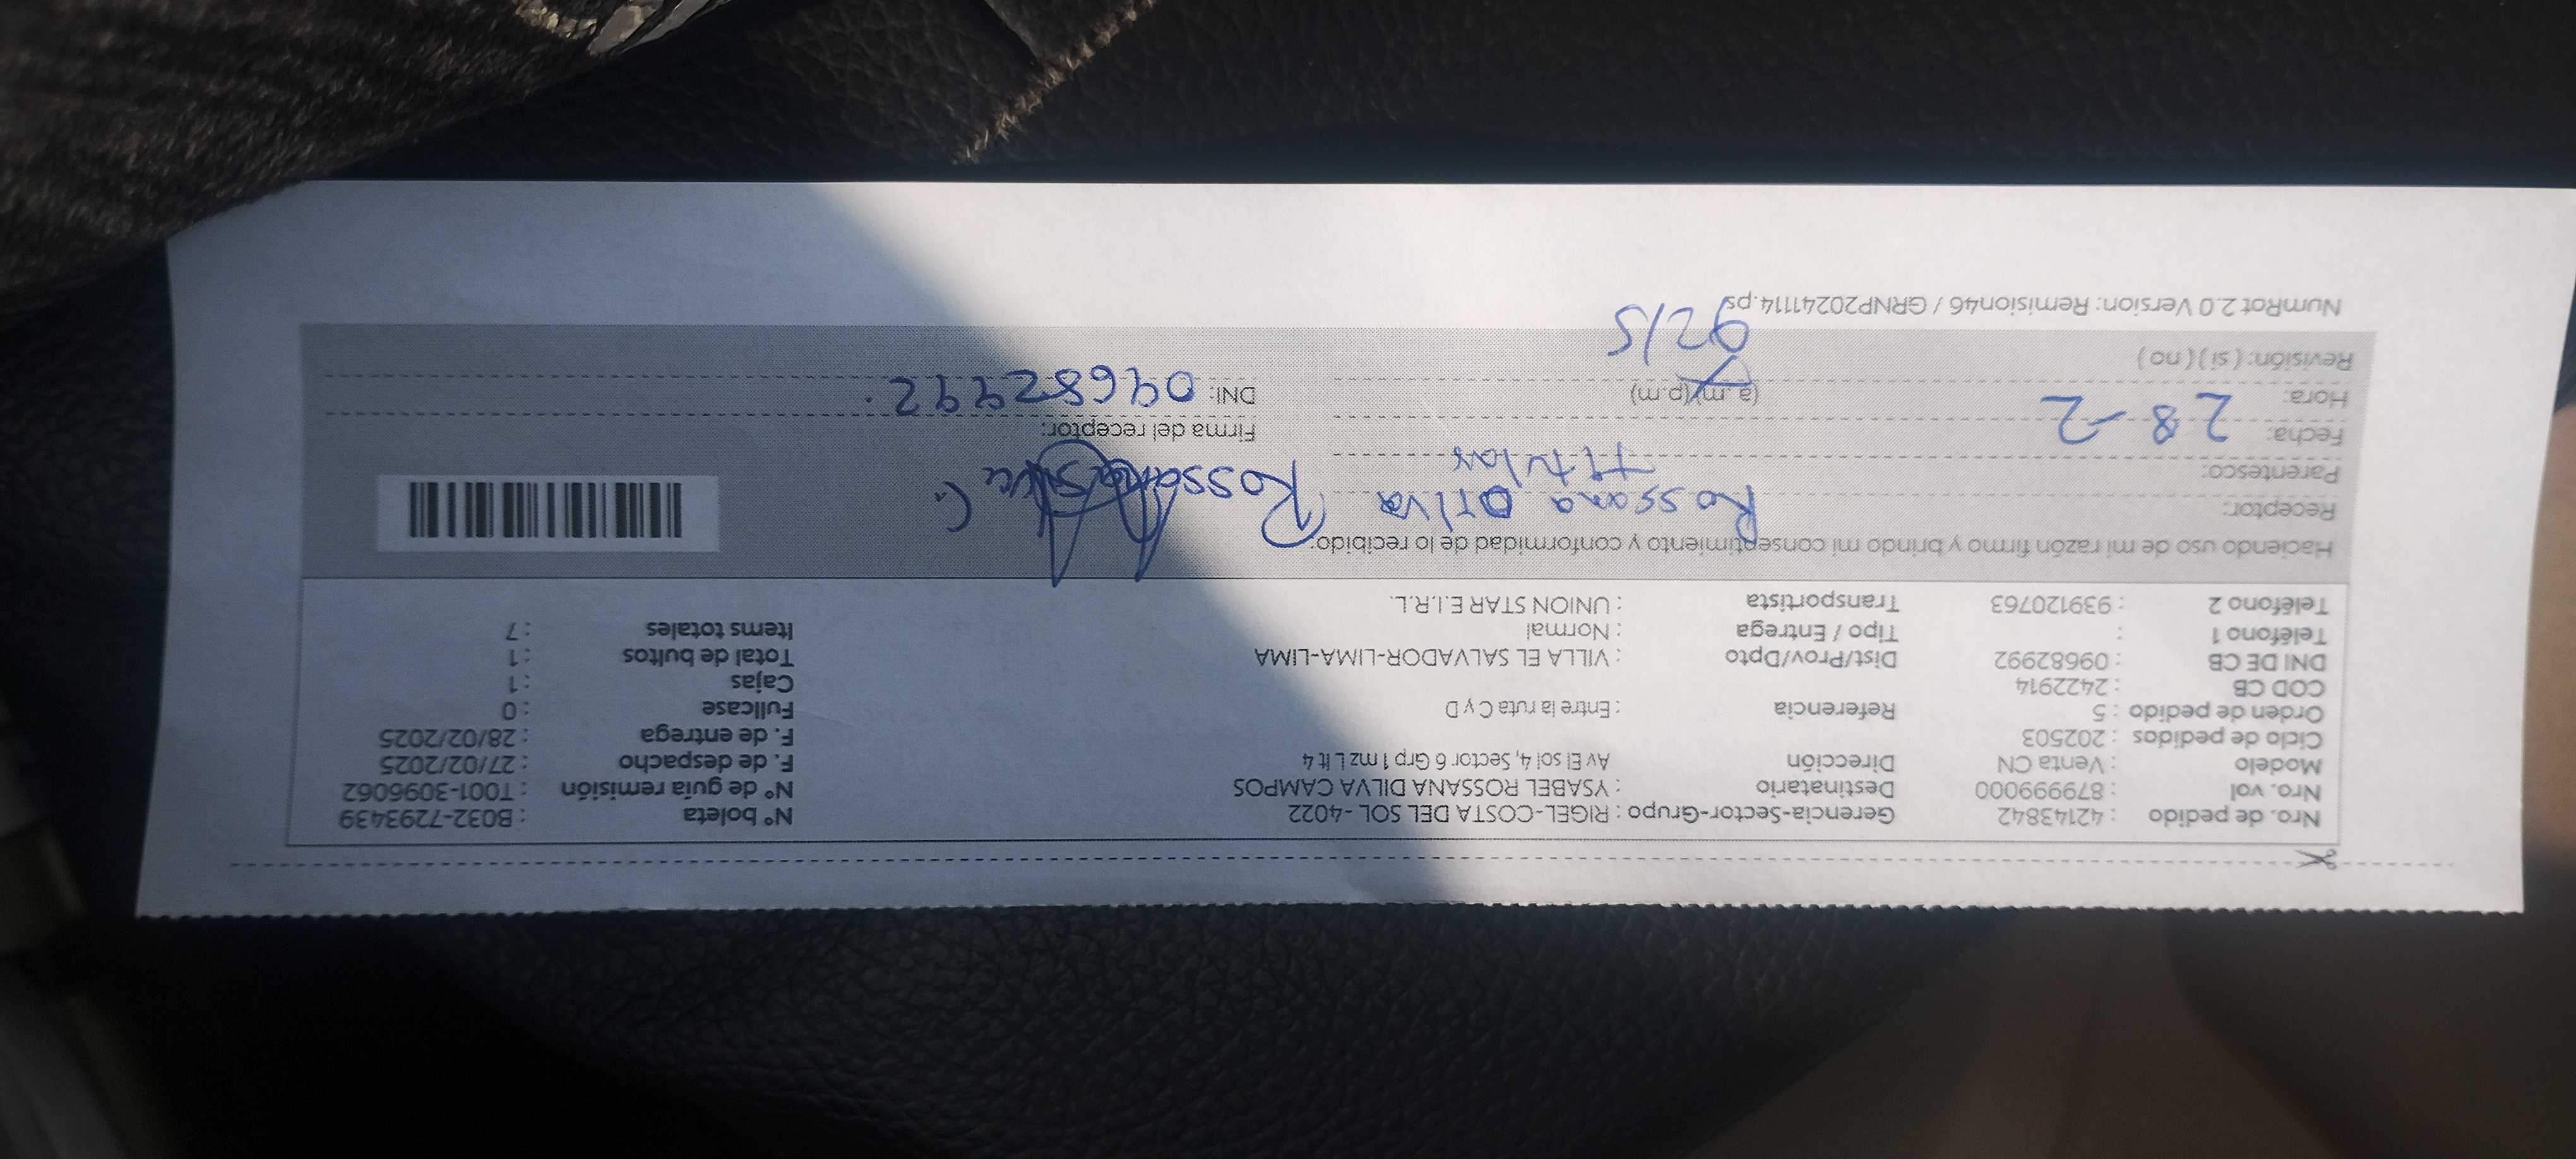 Nro. de pedido : 42143842 Gerencia-Sector-Grupo : RIGEL-COSTA DEL SOL -4022 N° boleta : B032-7293439
Nro. vol : 879999000 Destinatario : YSABEL ROSSANA DILVA CAMPOS N° de guía remisión : T001-3096062
Modelo : Venta CN Dirección Av El sol 4, Sector 6 Grp 1 mz L lt 4 F. de despacho : 27/02/2025
Ciclo de pedidos : 202503 F. de entrega : 28/02/2025
Orden de pedido : 5 Referencia : Entre la ruta C y D Fullcase : 0
COD CB : 2422914 Cajas : 1
DNI DE CB : 09682992 Dist/Prov/Dpto : VILLA EL SALVADOR-LIMA-LIMA Total de bultos : 1
Teléfono 1 : Tipo / Entrega : Normal Items totales : 7
Teléfono 2 : 939120763 Transportista : UNION STAR E.I.R.L.
Haciendo uso de mi razón firmo y brindo mi consentimiento y conformidad de lo recibido:
Receptor: Rossana Dilva Rossana C.
Parentesco: titular
Fecha: 28-2 Firma del receptor:
Hora: (a.m)(p.m) DNI: 09682992
Revisión: ( si ) ( no ) 9215
NumRot 2.0 Version: Remision46 / GRNP20241114.ps